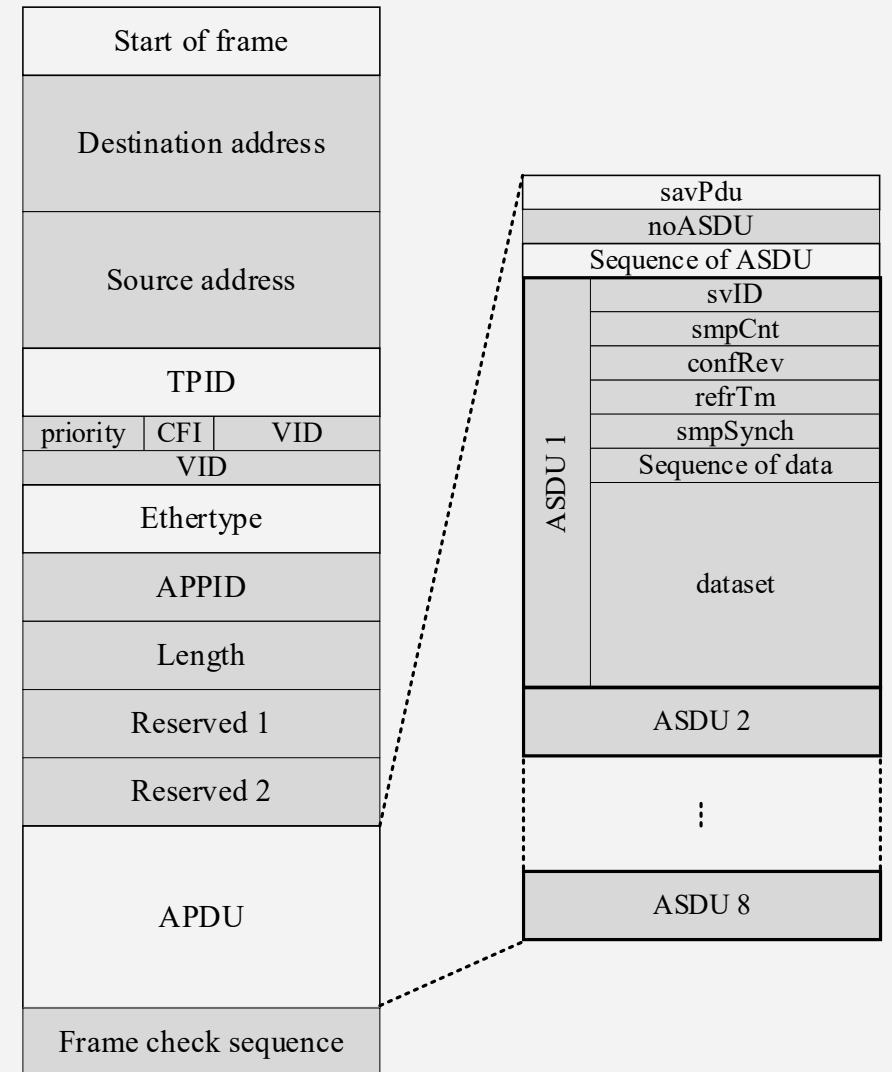 Start of frame
Destination address
Source address
TPID
priority CFI VID
VID
Ethertype
APPID
Length
Reserved 1
Reserved 2
APDU
Frame check sequence
savPdu
noASDU
Sequence of ASDU
ASDU 1
svID
smpCnt
confRev
refrTm
smpSynch
Sequence of data
dataset
ASDU 2
ASDU 8